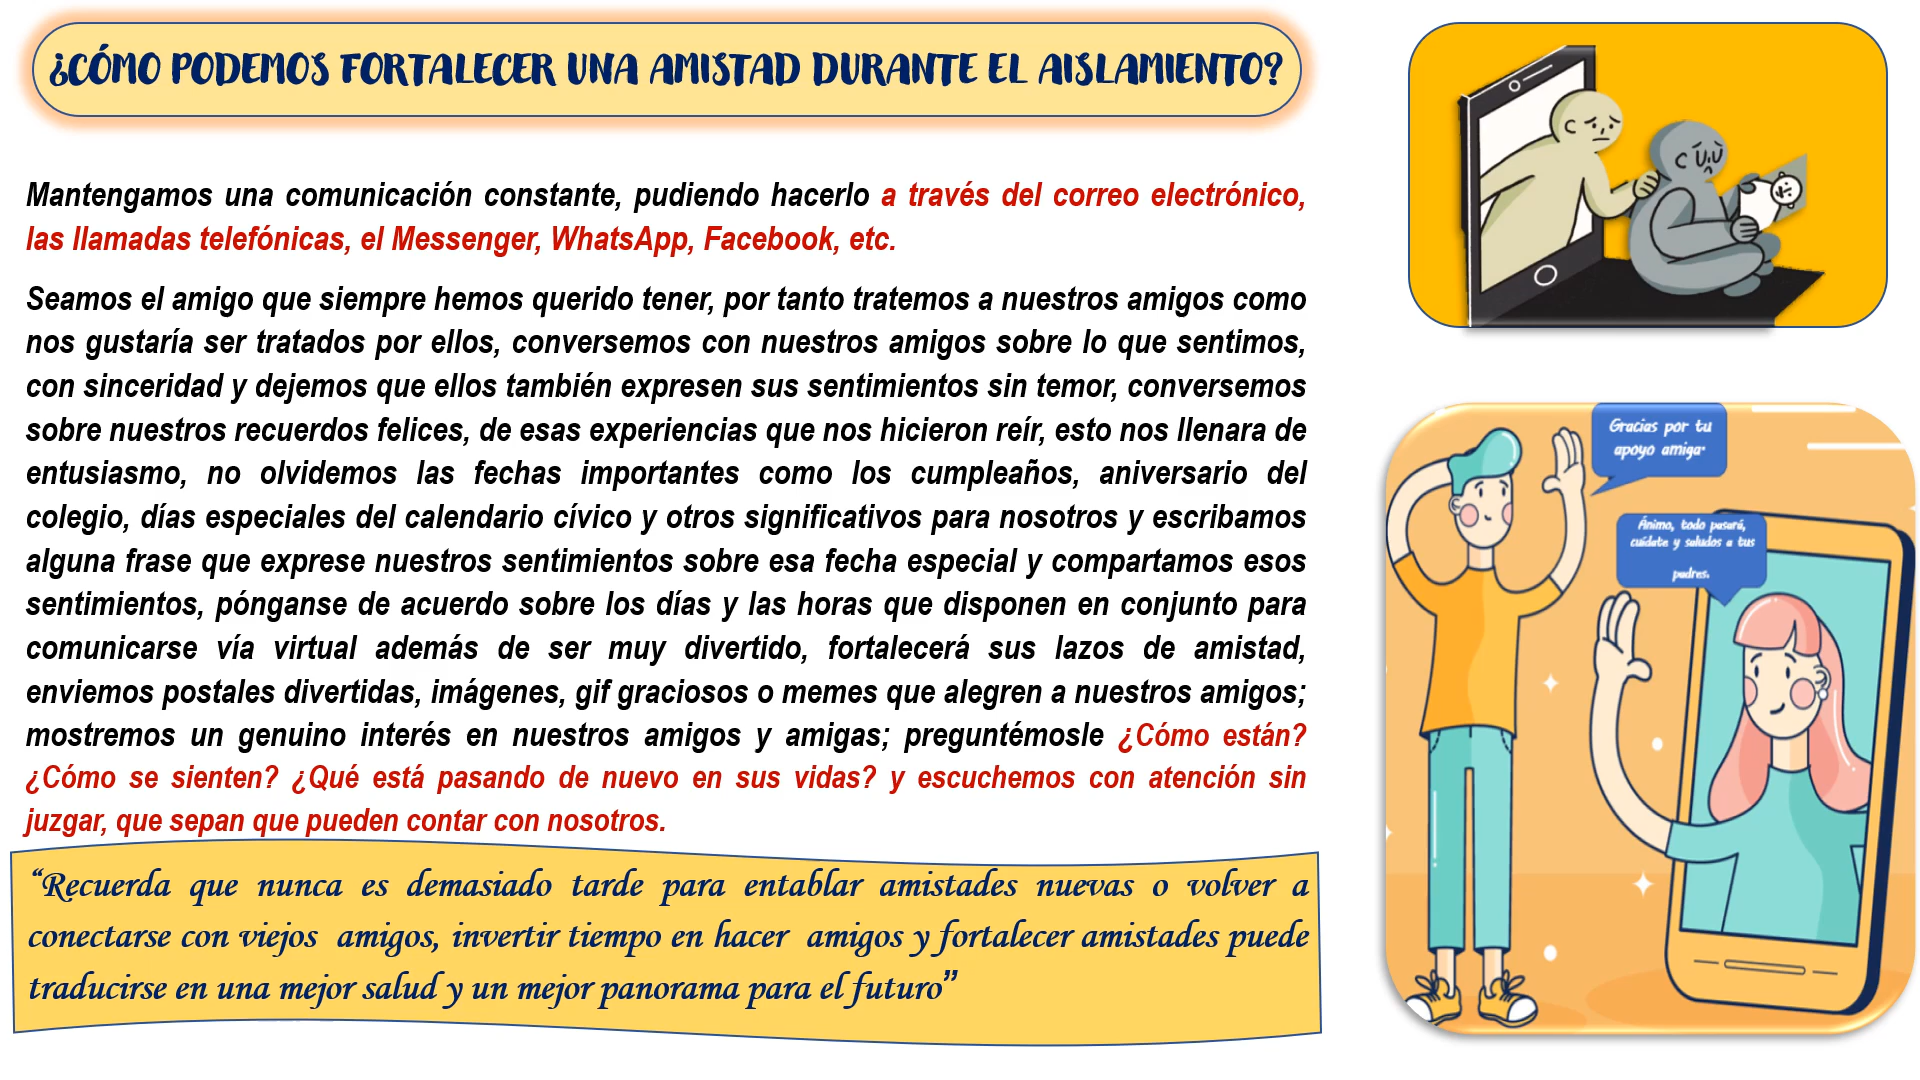 ¿CÓMO PODEMOS FORTALECER UNA AMISTAD DURANTE EL AISLAMIENTO?
Mantengamos una comunicación constante, pudiendo hacerlo a través del correo electrónico,
las llamadas telefónicas, el Messenger, WhatsApp, Facebook, etc.
Seamos el amigo que siempre hemos querido tener, por tanto tratemos a nuestros amigos como
nos gustaría ser tratados por ellos, conversemos con nuestros amigos sobre lo que sentimos,
con sinceridad y dejemos que ellos también expresen sus sentimientos sin temor, conversemos
sobre nuestros recuerdos felices, de esas experiencias que nos hicieron reír, esto nos llenara de
entusiasmo, no olvidemos las fechas importantes como los cumpleaños, aniversario del
colegio, días especiales del calendario cívico y otros significativos para nosotros y escribamos
alguna frase que exprese nuestros sentimientos sobre esa fecha especial y compartamos esos
sentimientos, pónganse de acuerdo sobre los días y las horas que disponen en conjunto para
comunicarse vía virtual además de ser muy divertido, fortalecerá sus lazos de amistad,
enviemos postales divertidas, imágenes, gif graciosos o memes que alegren a nuestros amigos;
mostremos un genuino interés en nuestros amigos y amigas; preguntémosle ¿Cómo están?
¿Cómo se sienten? ¿Qué está pasando de nuevo en sus vidas? y escuchemos con atención sin
juzgar, que sepan que pueden contar con nosotros.
“Recuerda que nunca es demasiado tarde para entablar amistades nuevas o volver a
conectarse con viejos amigos, invertir tiempo en hacer amigos y fortalecer amistades puede
traducirse en una mejor salud y un mejor panorama para el futuro”
Gracias por tu
apoyo amiga.
Ánimo, todo pasará,
cuídate y saludos a tus
padres.